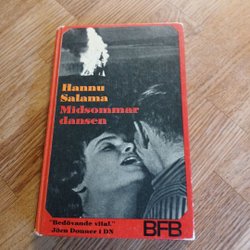 Hannu
Salama
Midsommar
dansen
"Bedövande vital."
Jörn Donner i DN
BFB